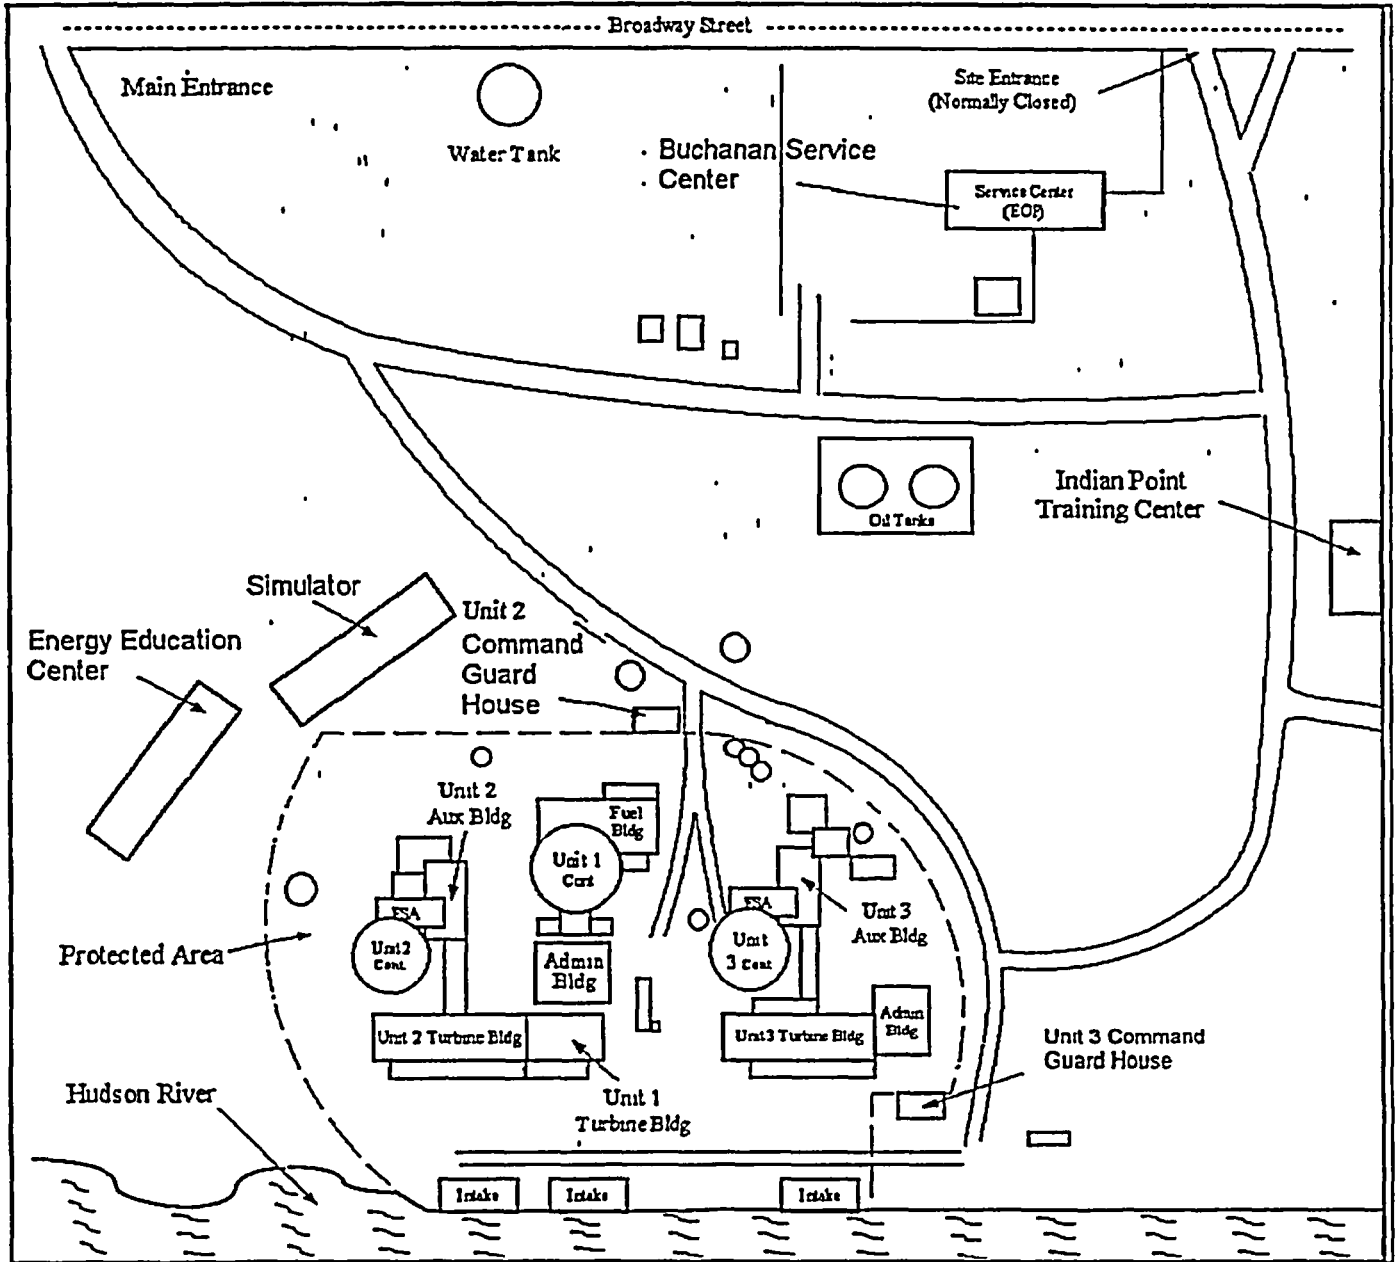 Broadway Street
Main Entrance
Site Entrance
(Normally Closed)
Water Tank
Buchanan Service
Center
Service Center
(EOF)
Indian Point
Training Center
Oil Tanks
Simulator
Unit 2
Command
Guard
House
Energy Education
Center
Unit 2
Aux Bldg
Fuel
Bldg
Unit 1
Cont
FSA
Unit 2
Cont.
Admin
Bldg
FSA
Unit
3 Cont
Unit 3
Aux Bldg
Protected Area
Unit 2 Turbine Bldg
Unit3 Turbine Bldg
Admin
Bldg
Unit 3 Command
Guard House
Hudson River
Unit 1
Turbine Bldg
Intake
Intake
Intake